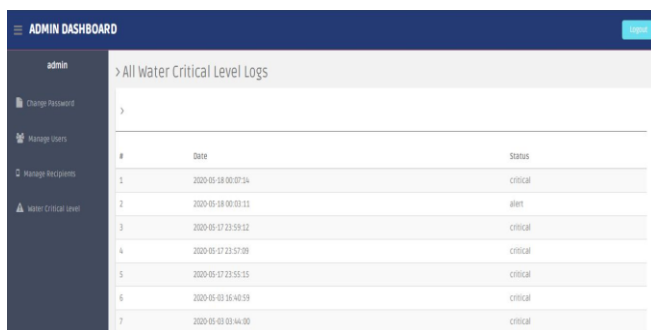 ADMIN DASHBOARD
Logout
admin
Change Password
Manage Users
Manage Recipients
Water Critical Level
> All Water Critical Level Logs
>
# Date Status
1 2020-05-18 00:07:14 critical
2 2020-05-18 00:03:11 alert
3 2020-05-17 23:59:12 critical
4 2020-05-17 23:57:09 critical
5 2020-05-17 23:55:15 critical
6 2020-05-03 16:40:59 critical
7 2020-05-03 03:44:00 critical